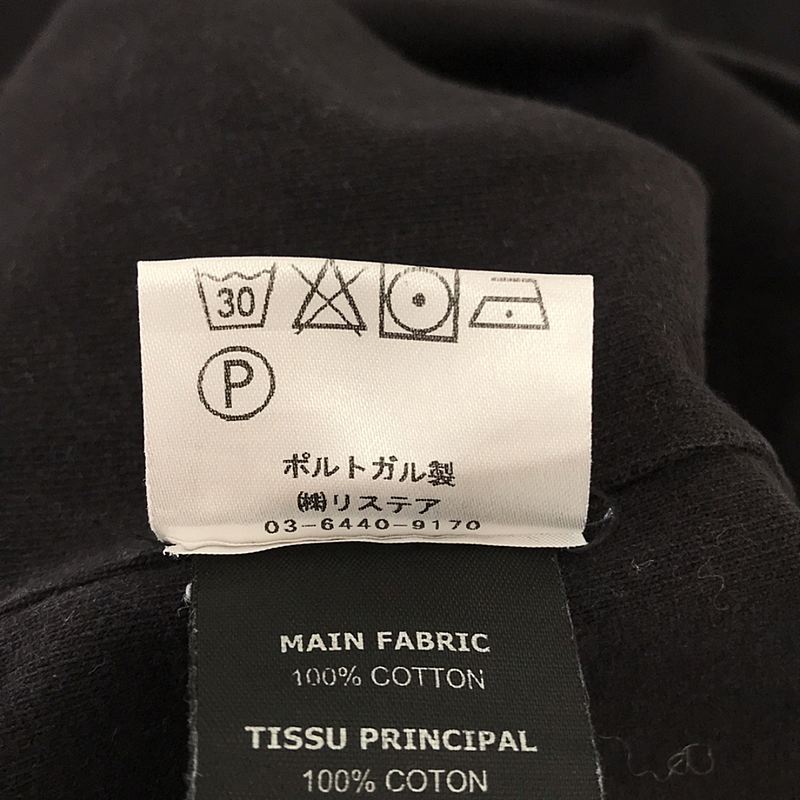 30
P
ポルトガル製
㈱リステア
03-6440-9170
MAIN FABRIC
100% COTTON
TISSU PRINCIPAL
100% COTON